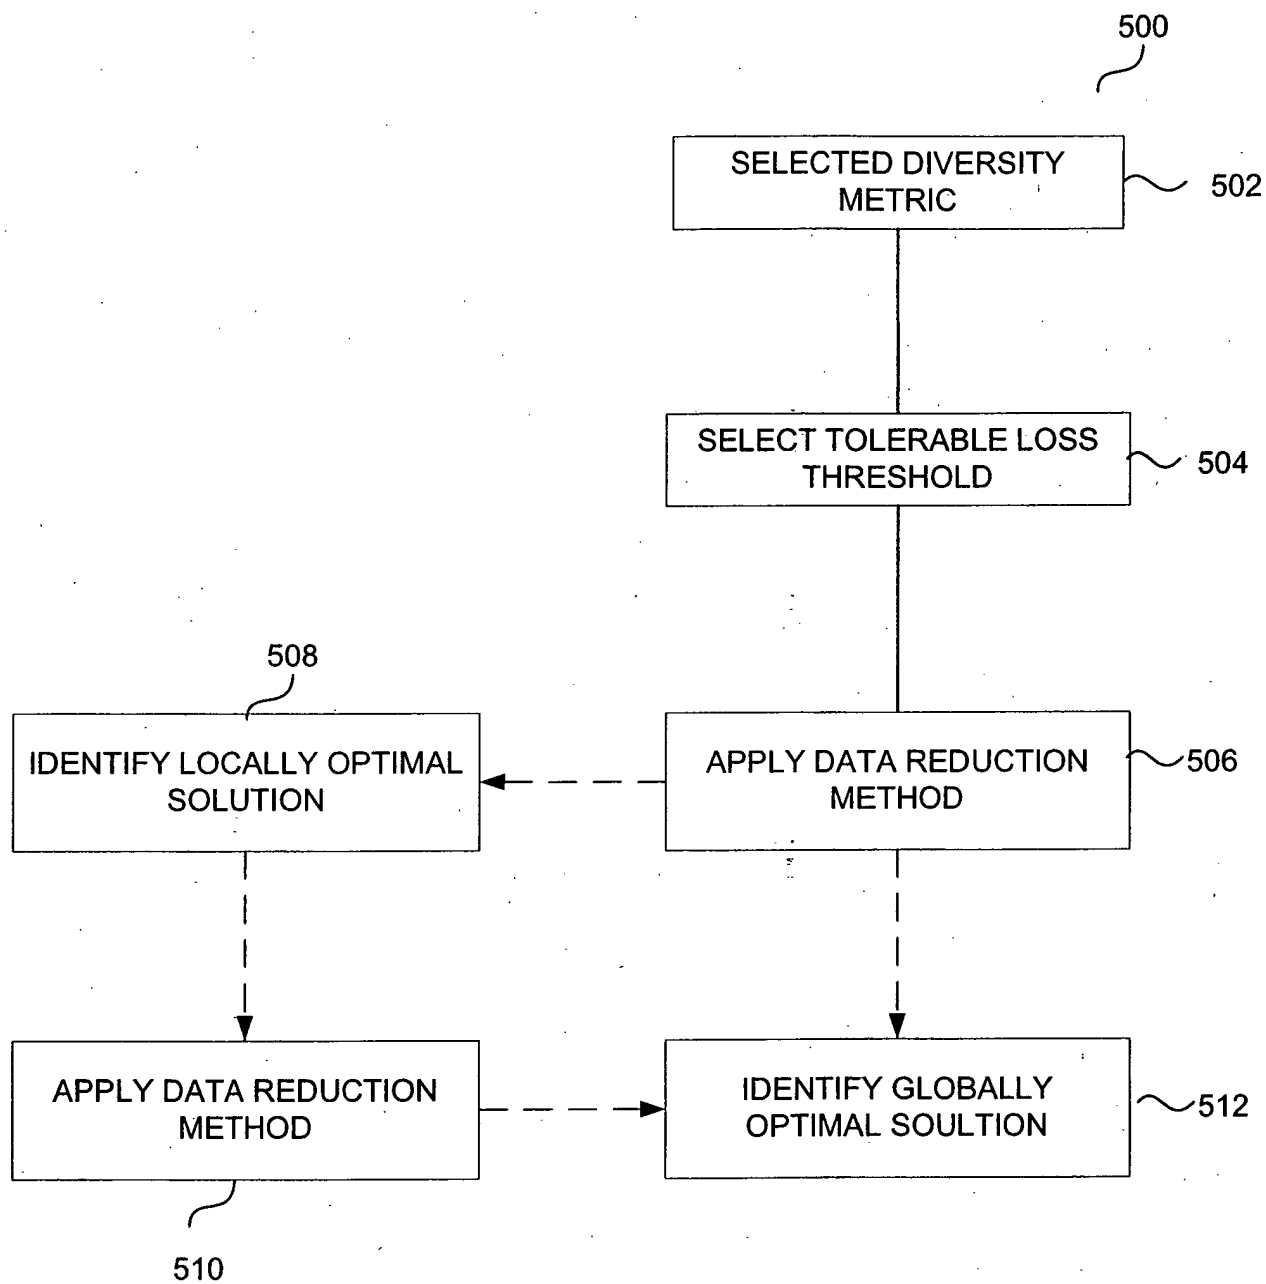 500
SELECTED DIVERSITY
METRIC
502
SELECT TOLERABLE LOSS
THRESHOLD
504
508
IDENTIFY LOCALLY OPTIMAL
SOLUTION
APPLY DATA REDUCTION
METHOD
506
APPLY DATA REDUCTION
METHOD
510
IDENTIFY GLOBALLY
OPTIMAL SOULTION
512